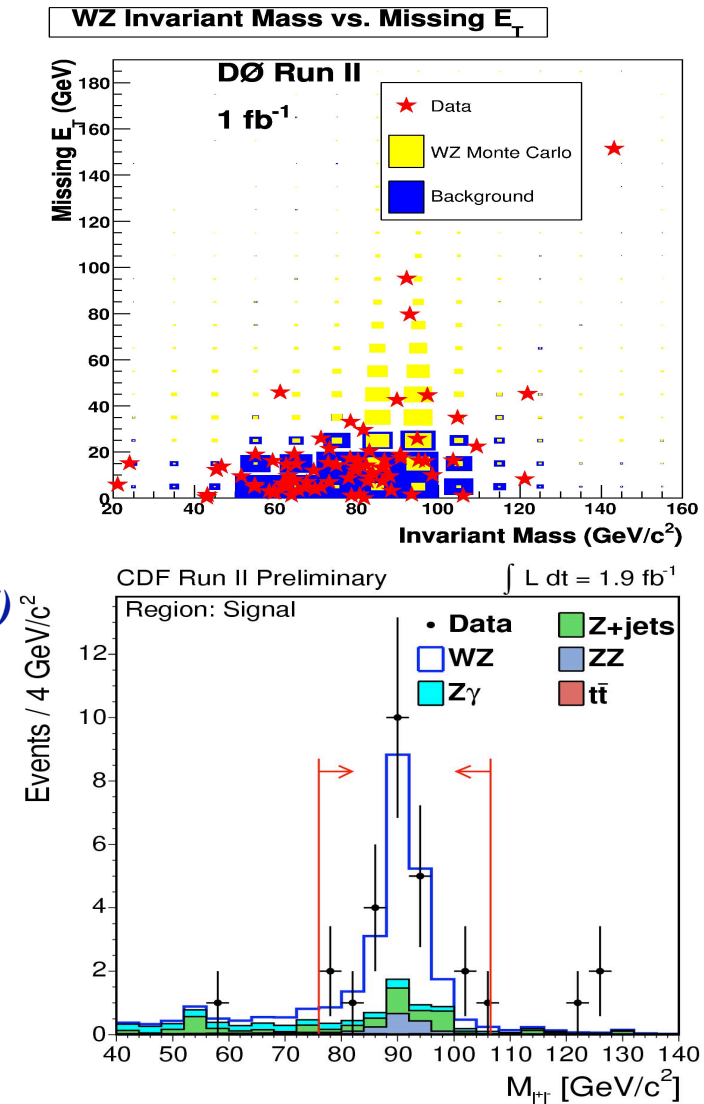 WZ Invariant Mass vs. Missing E_T
Missing E_T (GeV)
DØ Run II
1 fb⁻¹
Data
WZ Monte Carlo
Background
180
160
140
120
100
80
60
40
20
0
20 40 60 80 100 120 140 160
Invariant Mass (GeV/c²)
CDF Run II Preliminary ∫ L dt = 1.9 fb⁻¹
)
Region: Signal
Events / 4 GeV/c²
Data
WZ
Zγ
Z+jets
ZZ
tt̄
12
10
8
6
4
2
0
40 50 60 70 80 90 100 110 120 130 140
M_l⁺l⁻ [GeV/c²]